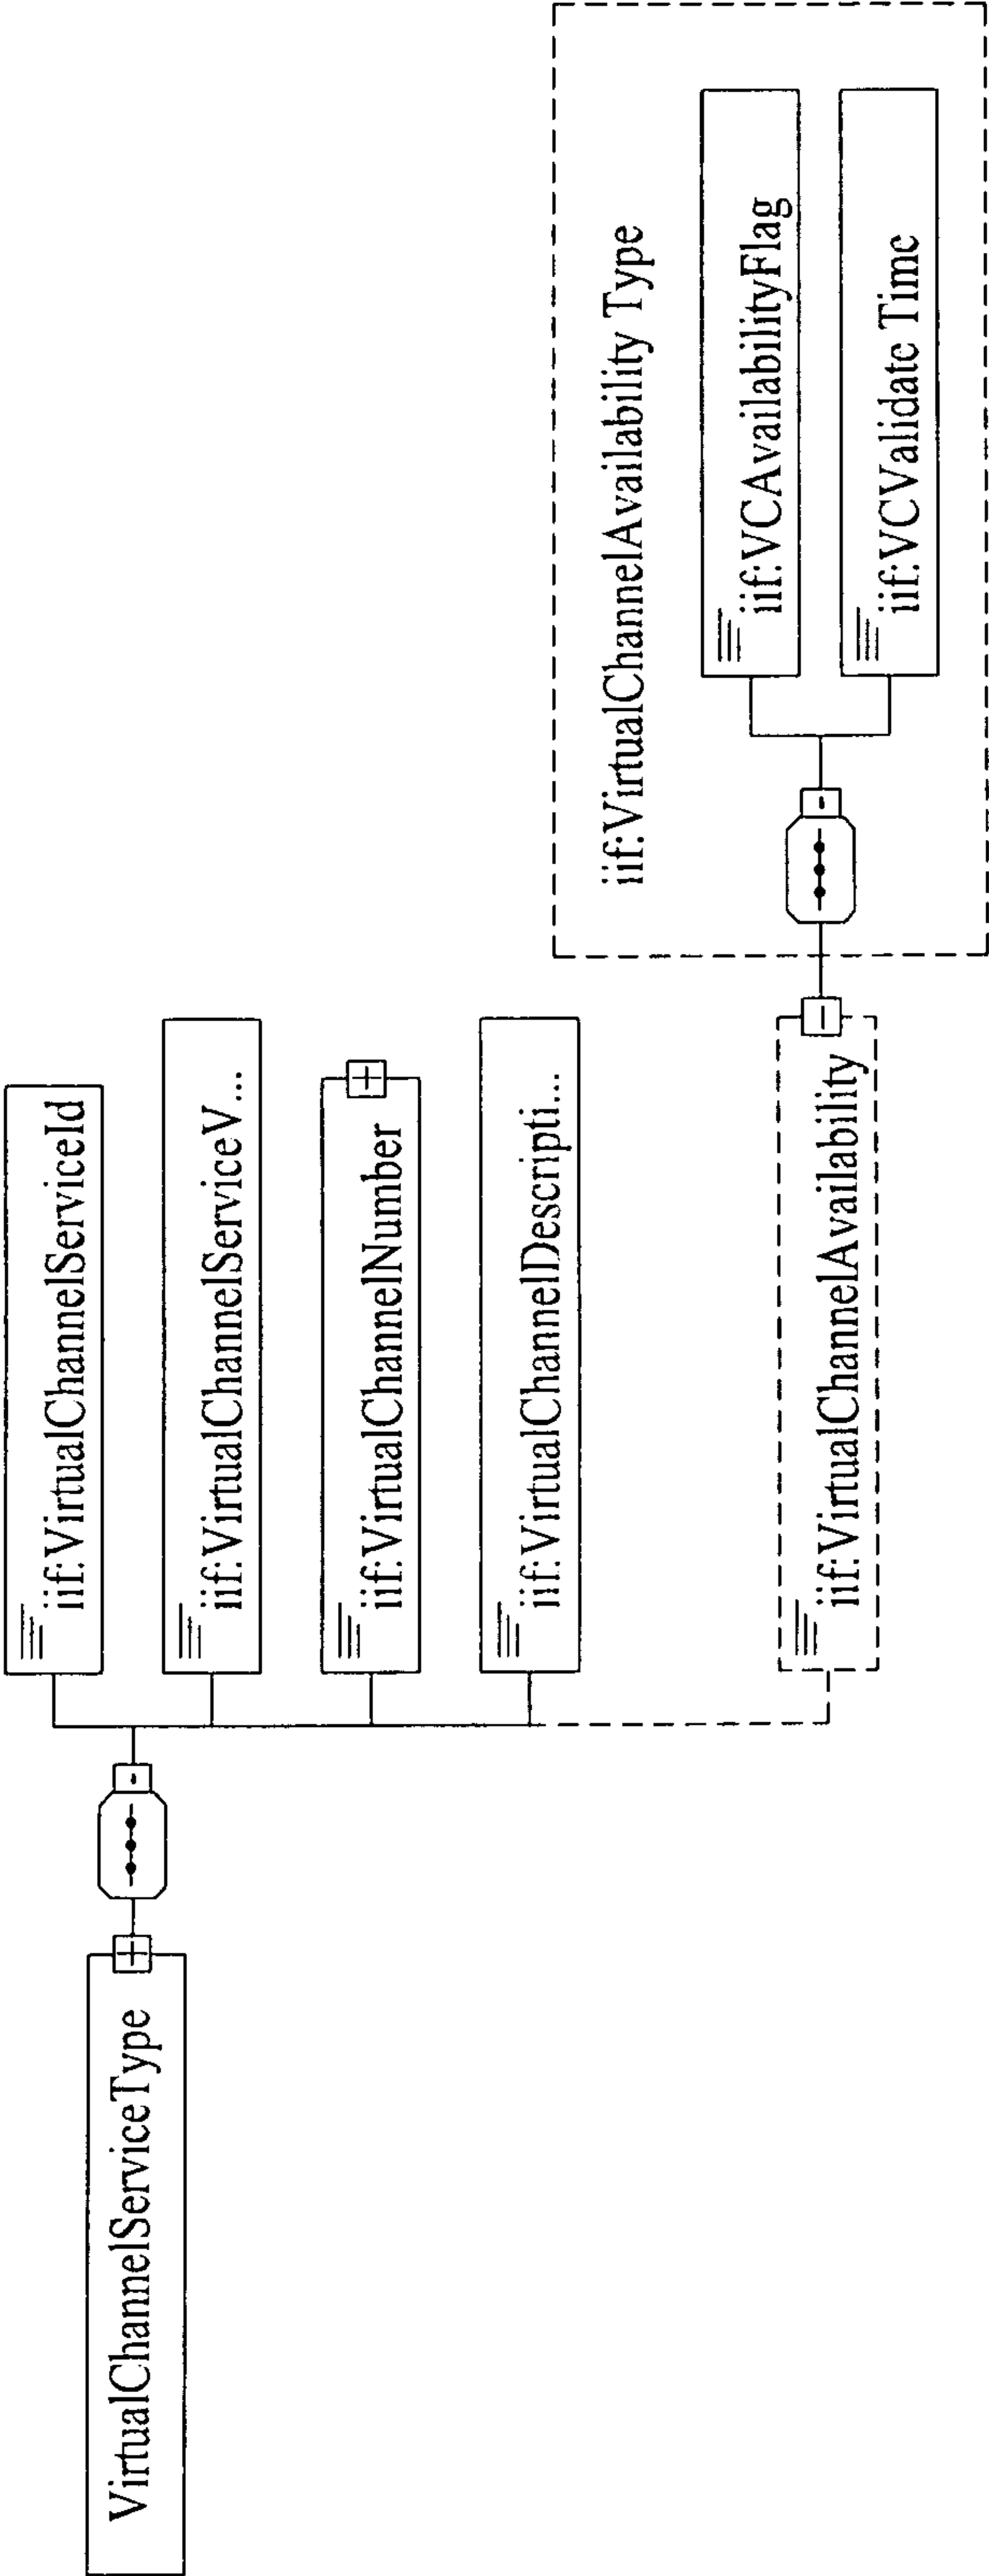 VirtualChannelServiceType
iif:VirtualChannelServiceId
iif:VirtualChannelServiceV...
iif:VirtualChannelNumber
iif:VirtualChannelDescripti...
iif:VirtualChannelAvailability
iif:VirtualChannelAvailability Type
iif:VCAvailabilityFlag
iif:VCValidate Time